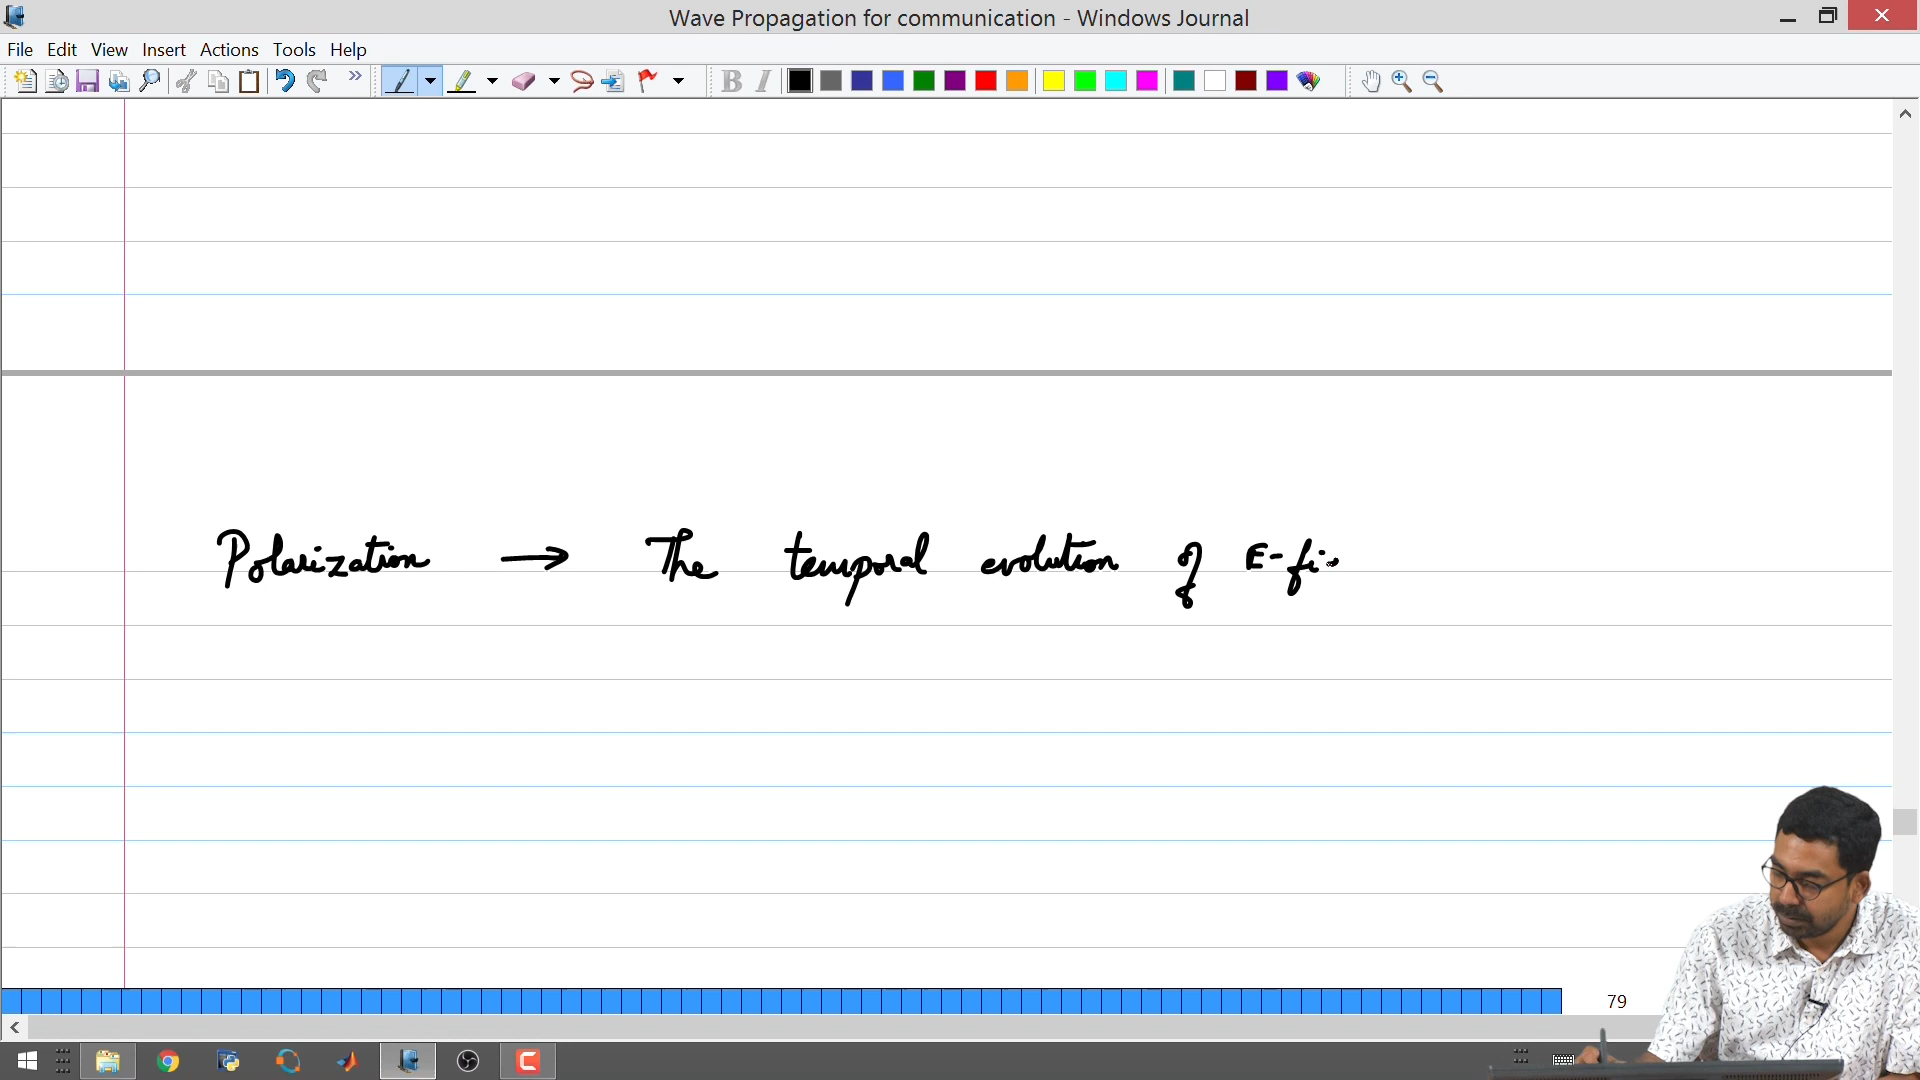 Wave Propagation for communication - Windows Journal
File Edit View Insert Actions Tools Help
Polarization → The temporal evolution of E-fi
79